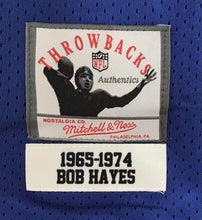 THROWBACKS
NFL
Authentics
NOSTALGIA CO.
Mitchell & Ness
PHILADELPHIA, PA.
1965-1974
BOB HAYES